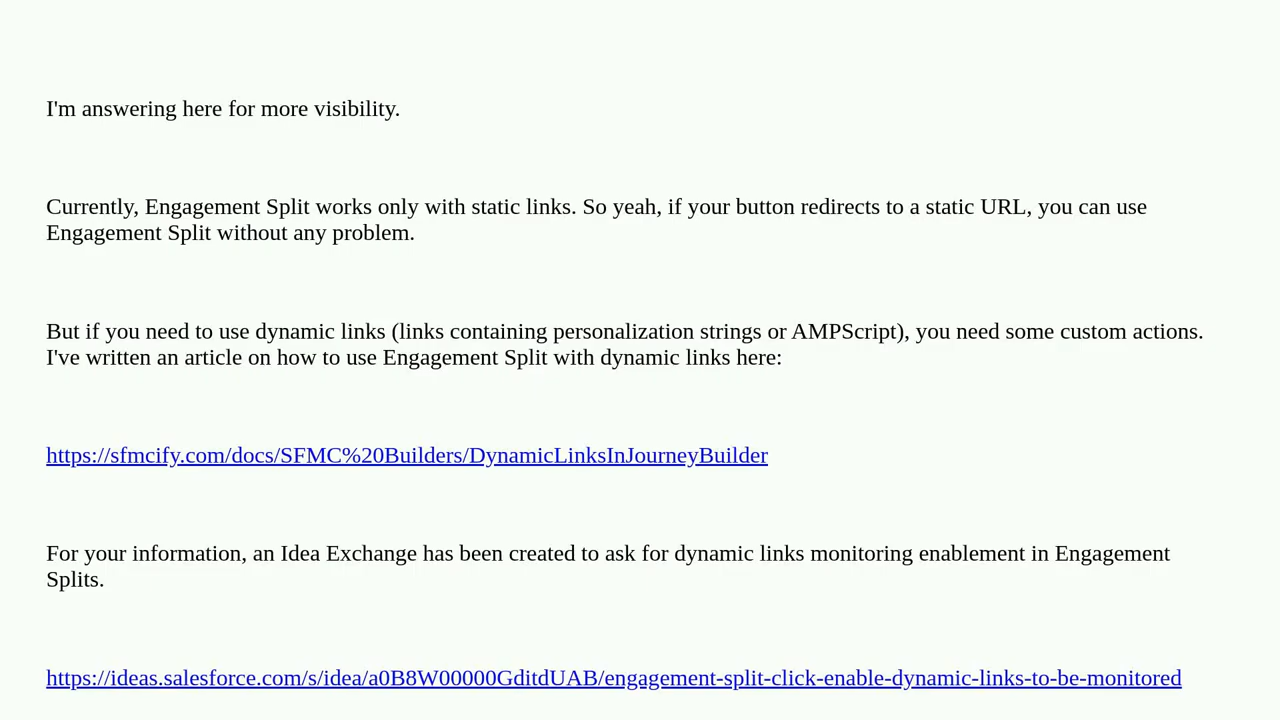 I'm answering here for more visibility.
Currently, Engagement Split works only with static links. So yeah, if your button redirects to a static URL, you can use
Engagement Split without any problem.
But if you need to use dynamic links (links containing personalization strings or AMPScript), you need some custom actions.
I've written an article on how to use Engagement Split with dynamic links here:
https://sfmcify.com/docs/SFMC%20Builders/DynamicLinksInJourneyBuilder
For your information, an Idea Exchange has been created to ask for dynamic links monitoring enablement in Engagement
Splits.
https://ideas.salesforce.com/s/idea/a0B8W00000GditdUAB/engagement-split-click-enable-dynamic-links-to-be-monitored